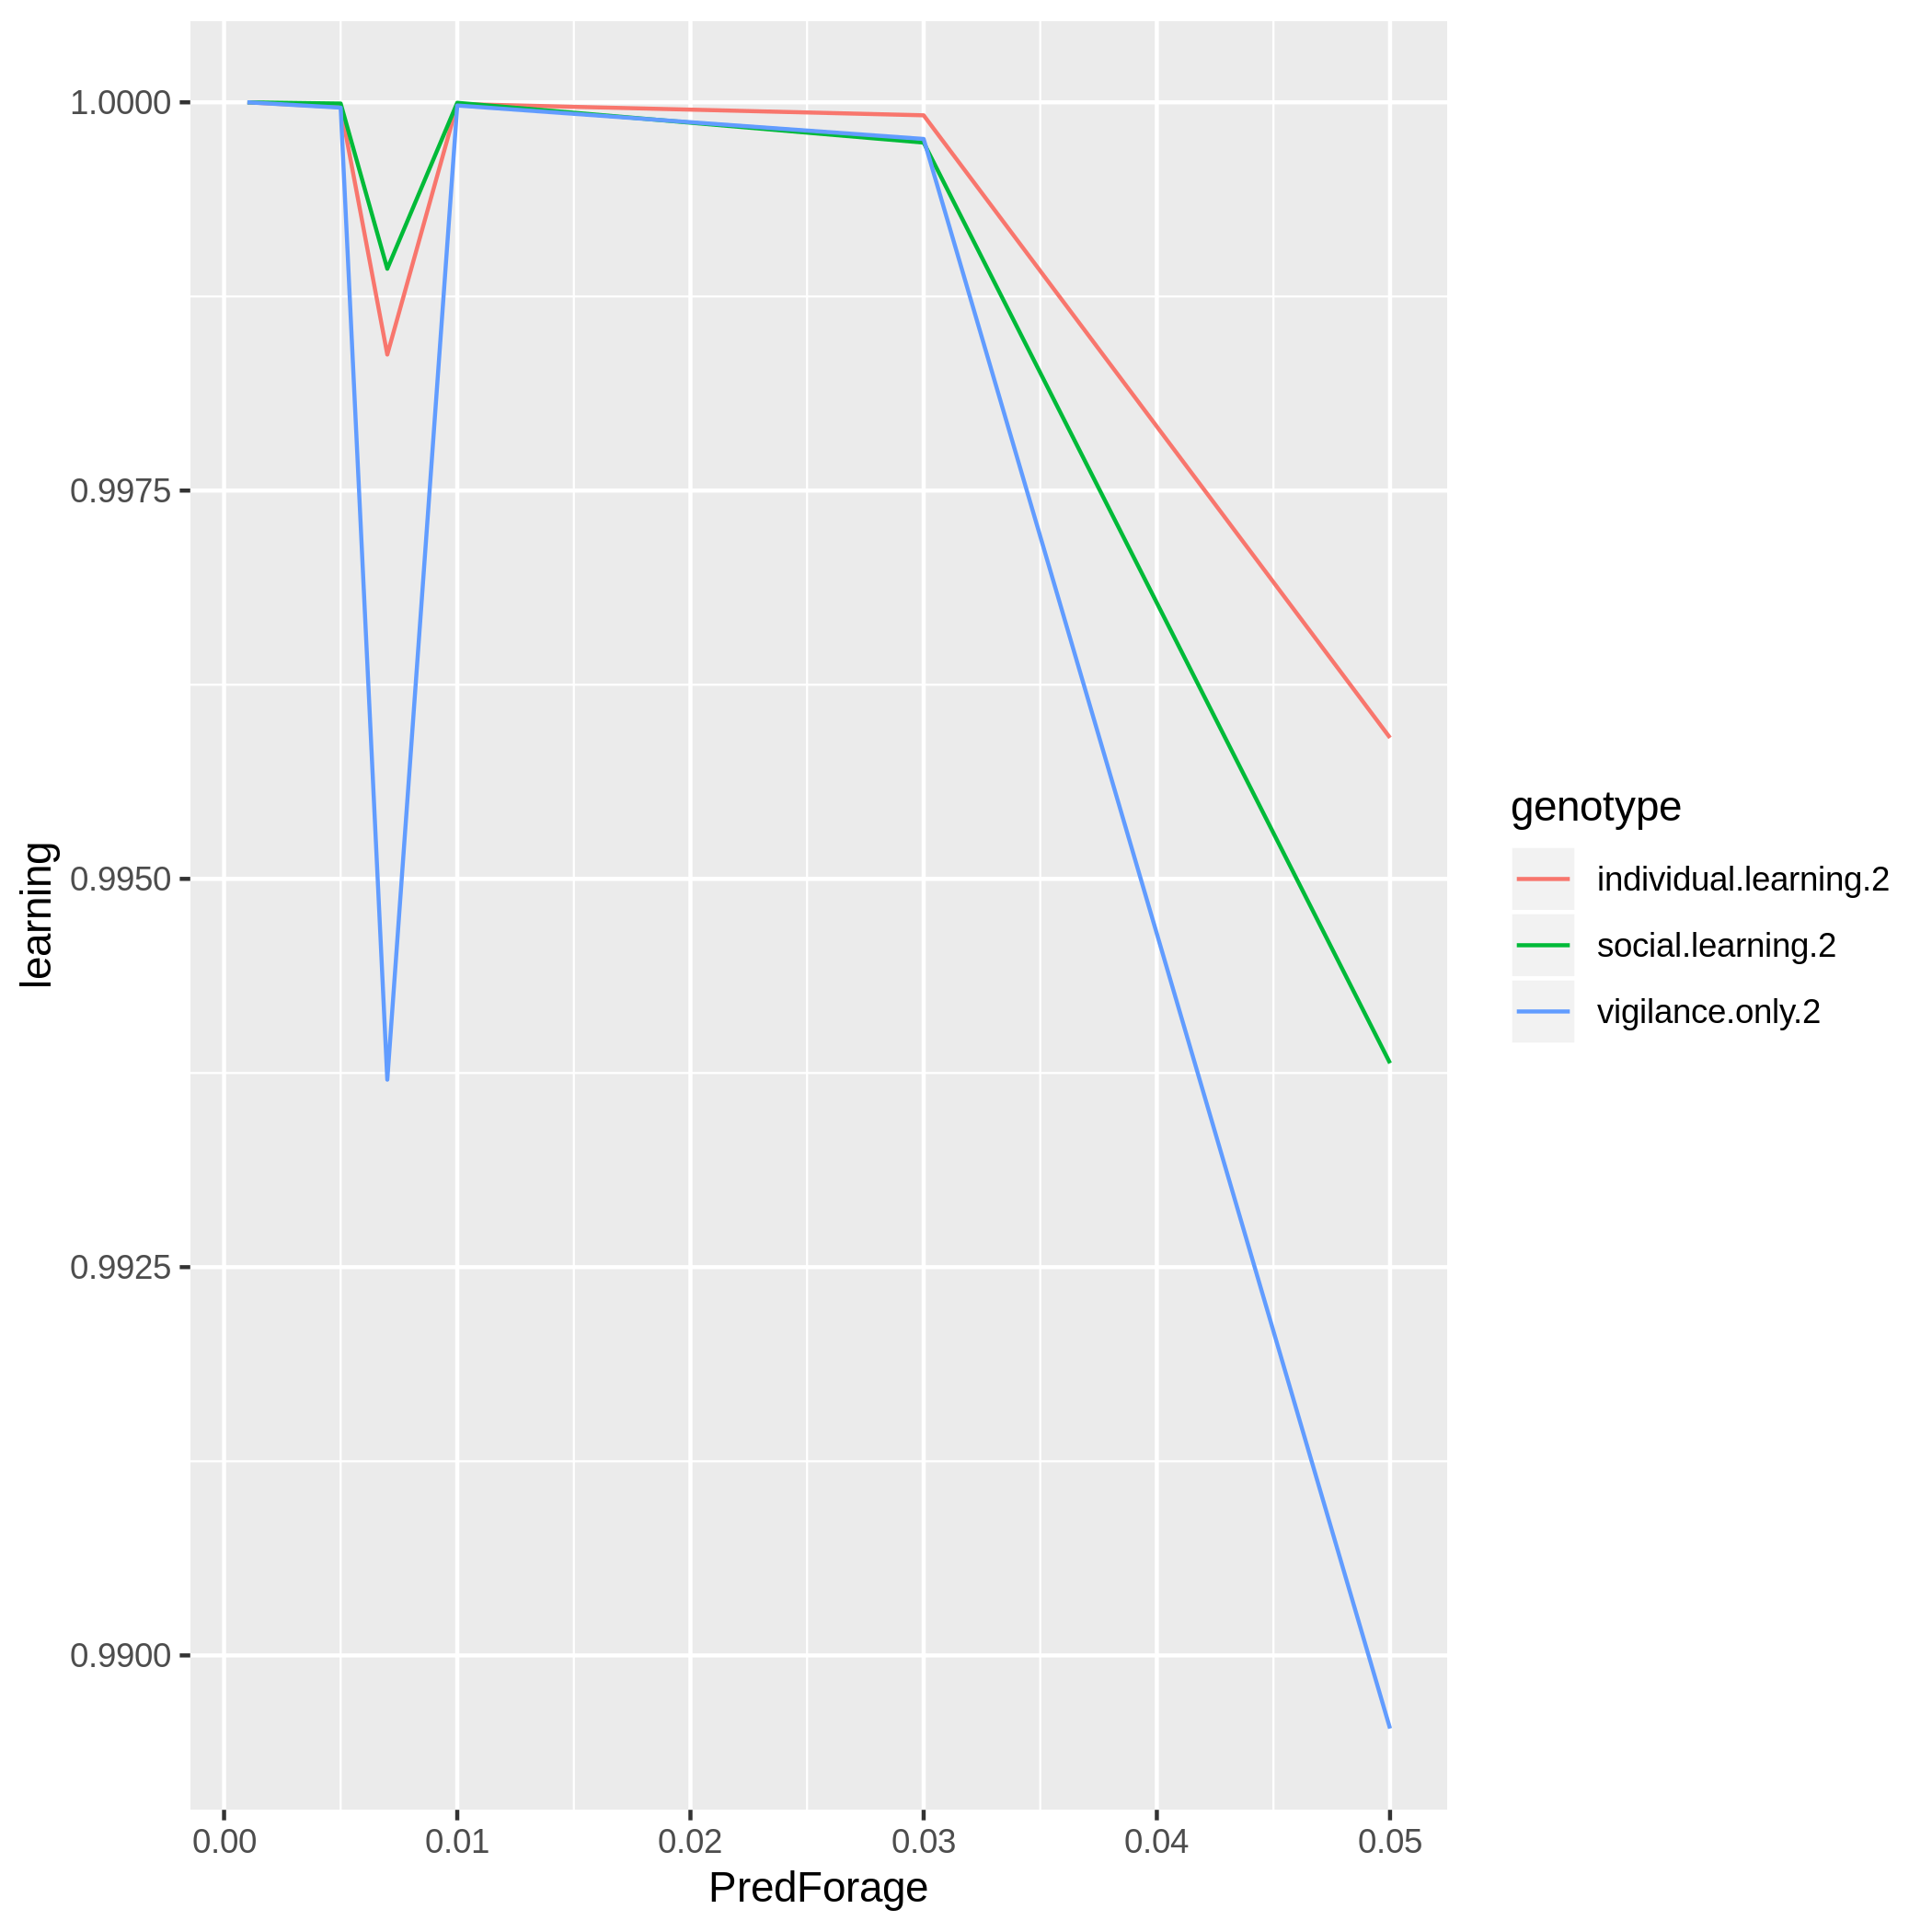 1.0000
0.9975
0.9950
0.9925
0.9900
learning
0.00
0.01
0.02
0.03
0.04
0.05
PredForage
genotype
individual.learning.2
social.learning.2
vigilance.only.2